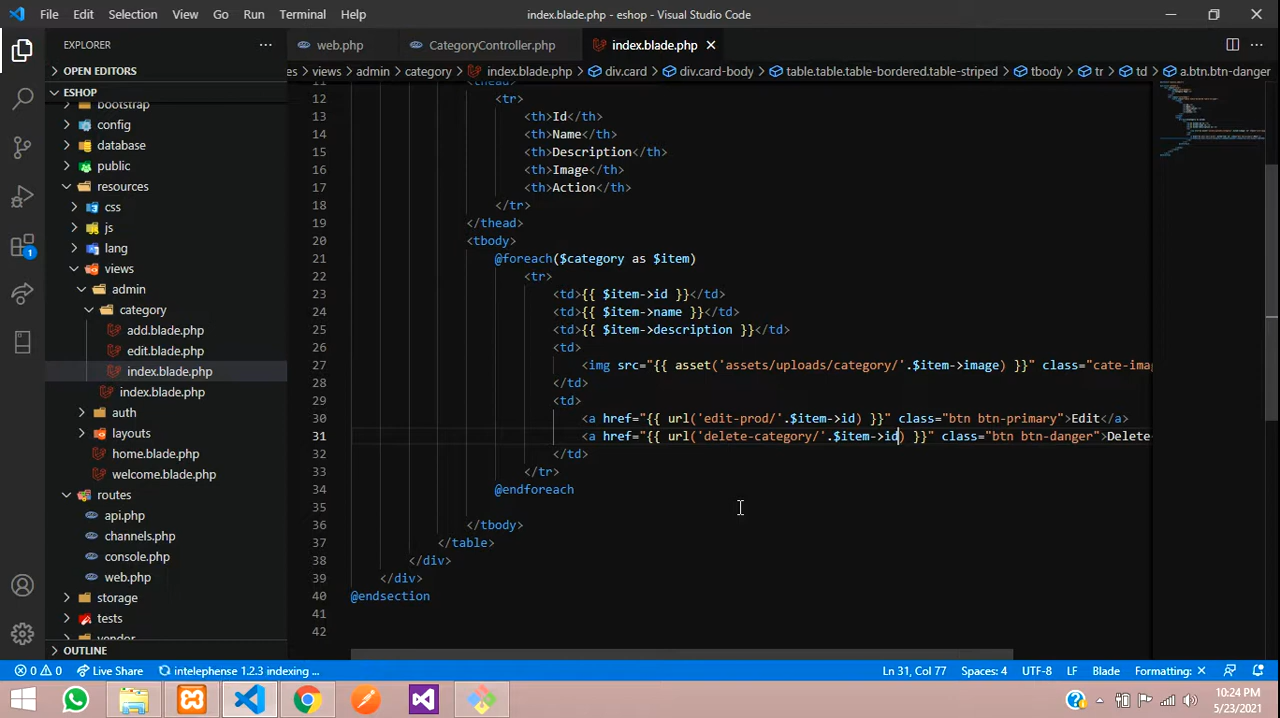 File Edit Selection View Go Run Terminal Help
index.blade.php - eshop - Visual Studio Code
EXPLORER
web.php
CategoryController.php
index.blade.php
OPEN EDITORS
es > views > admin > category > index.blade.php > div.card > div.card-body > table.table.table-bordered.table-striped > tbody > tr > td > a.btn.btn-danger
ESHOP
bootstrap
config
database
public
resources
css
js
lang
views
admin
category
add.blade.php
edit.blade.php
index.blade.php
index.blade.php
auth
layouts
home.blade.php
welcome.blade.php
routes
api.php
channels.php
console.php
web.php
storage
tests
vendor
OUTLINE
11 <thead>
12 <tr>
13 <th>Id</th>
14 <th>Name</th>
15 <th>Description</th>
16 <th>Image</th>
17 <th>Action</th>
18 </tr>
19 </thead>
20 <tbody>
21 @foreach($category as $item)
22 <tr>
23 <td>{{ $item->id }}</td>
24 <td>{{ $item->name }}</td>
25 <td>{{ $item->description }}</td>
26 <td>
27 <img src="{{ asset('assets/uploads/category/'.$item->image) }}" class="cate-imag
28 </td>
29 <td>
30 <a href="{{ url('edit-prod/'.$item->id) }}" class="btn btn-primary">Edit</a>
31 <a href="{{ url('delete-category/'.$item->id) }}" class="btn btn-danger">Delete
32 </td>
33 </tr>
34 @endforeach
35
36 </tbody>
37 </table>
38 </div>
39 </div>
40 @endsection
41
42
0 0 Live Share intelephense 1.2.3 indexing ... Ln 31, Col 77 Spaces: 4 UTF-8 LF Blade Formatting: ✕
1
10:24 PM
5/23/2021